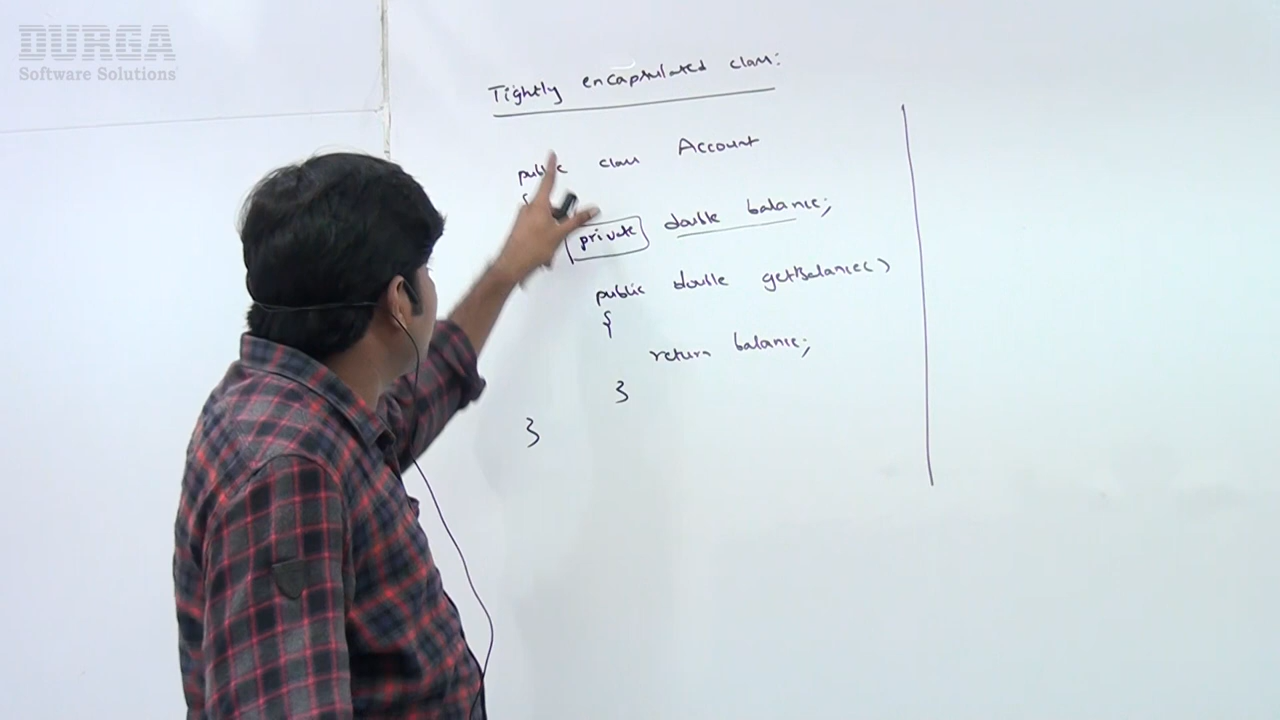 DURGA
Software Solutions
Tightly encapsulated class:
public class Account
{
private double balance;
public double getBalance()
{
return balance;
}
}